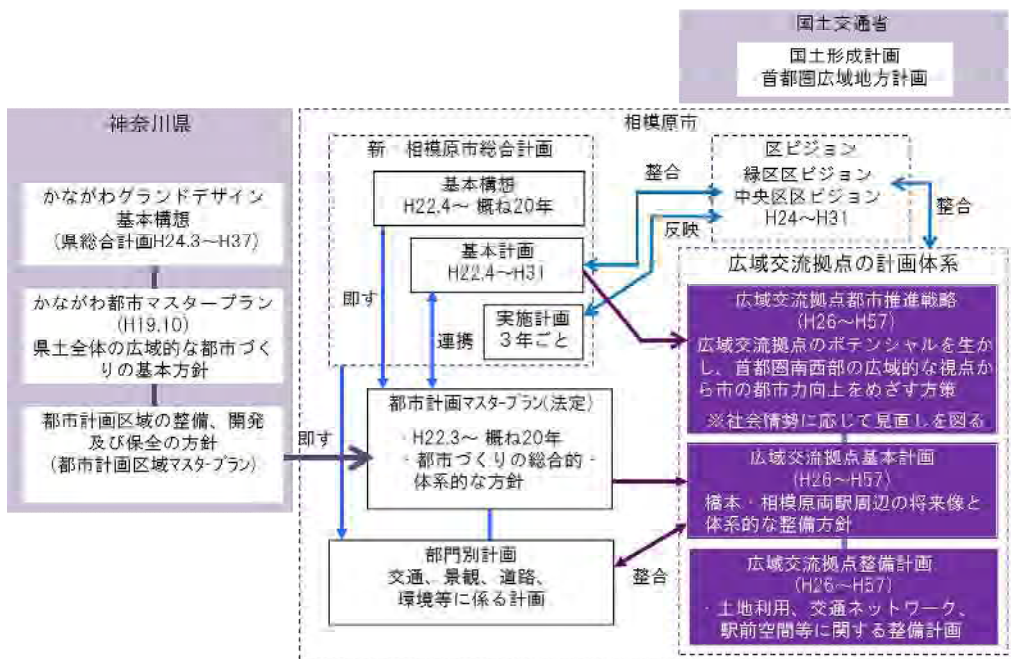 国土交通省
国土形成計画
首都圏広域地方計画
神奈川県
かながわグランドデザイン
基本構想
(県総合計画H24.3～H37)
かながわ都市マスタープラン
(H19.10)
県土全体の広域的な都市づく
りの基本方針
都市計画区域の整備、開発
及び保全の方針
(都市計画区域マスタープラン)
即す
相模原市
新・相模原市総合計画
基本構想
H22.4～ 概ね20年
基本計画
H22.4～H31
実施計画
3年ごと
即す
連携
都市計画マスタープラン(法定)
・H22.3～ 概ね20年
・都市づくりの総合的・
体系的な方針
部門別計画
交通、景観、道路、
環境等に係る計画
整合
反映
区ビジョン
緑区区ビジョン
中央区区ビジョン
H24～H31
整合
広域交流拠点の計画体系
広域交流拠点都市推進戦略
(H26～H57)
広域交流拠点のポテンシャルを生か
し、首都圏南西部の広域的な視点か
ら市の都市力向上をめざす方策
※社会情勢に応じて見直しを図る
広域交流拠点基本計画
(H26～H57)
橋本・相模原両駅周辺の将来像と
体系的な整備方針
整合
広域交流拠点整備計画
(H26～H57)
・土地利用、交通ネットワーク、
駅前空間等に関する整備計画